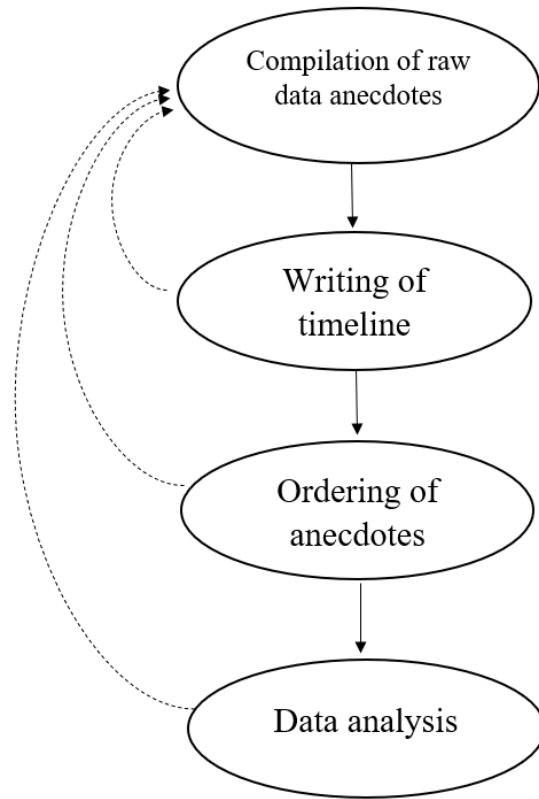 Compilation of raw
data anecdotes
Writing of
timeline
Ordering of
anecdotes
Data analysis